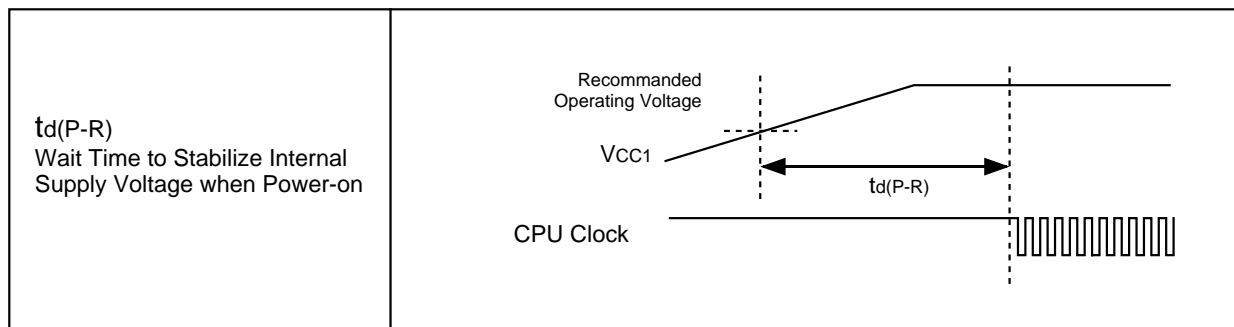 td(P-R)
Wait Time to Stabilize Internal
Supply Voltage when Power-on
Recommanded
Operating Voltage
VCC1
td(P-R)
CPU Clock